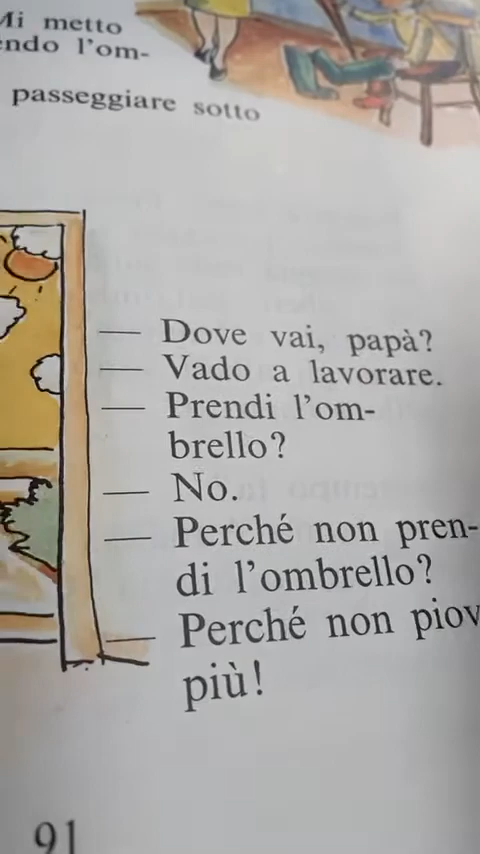 Mi metto
endo l'om-
passeggiare sotto
— Dove vai, papà?
— Vado a lavorare.
— Prendi l'om-
brello?
— No.
— Perché non pren-
di l'ombrello?
— Perché non piov
più!
91